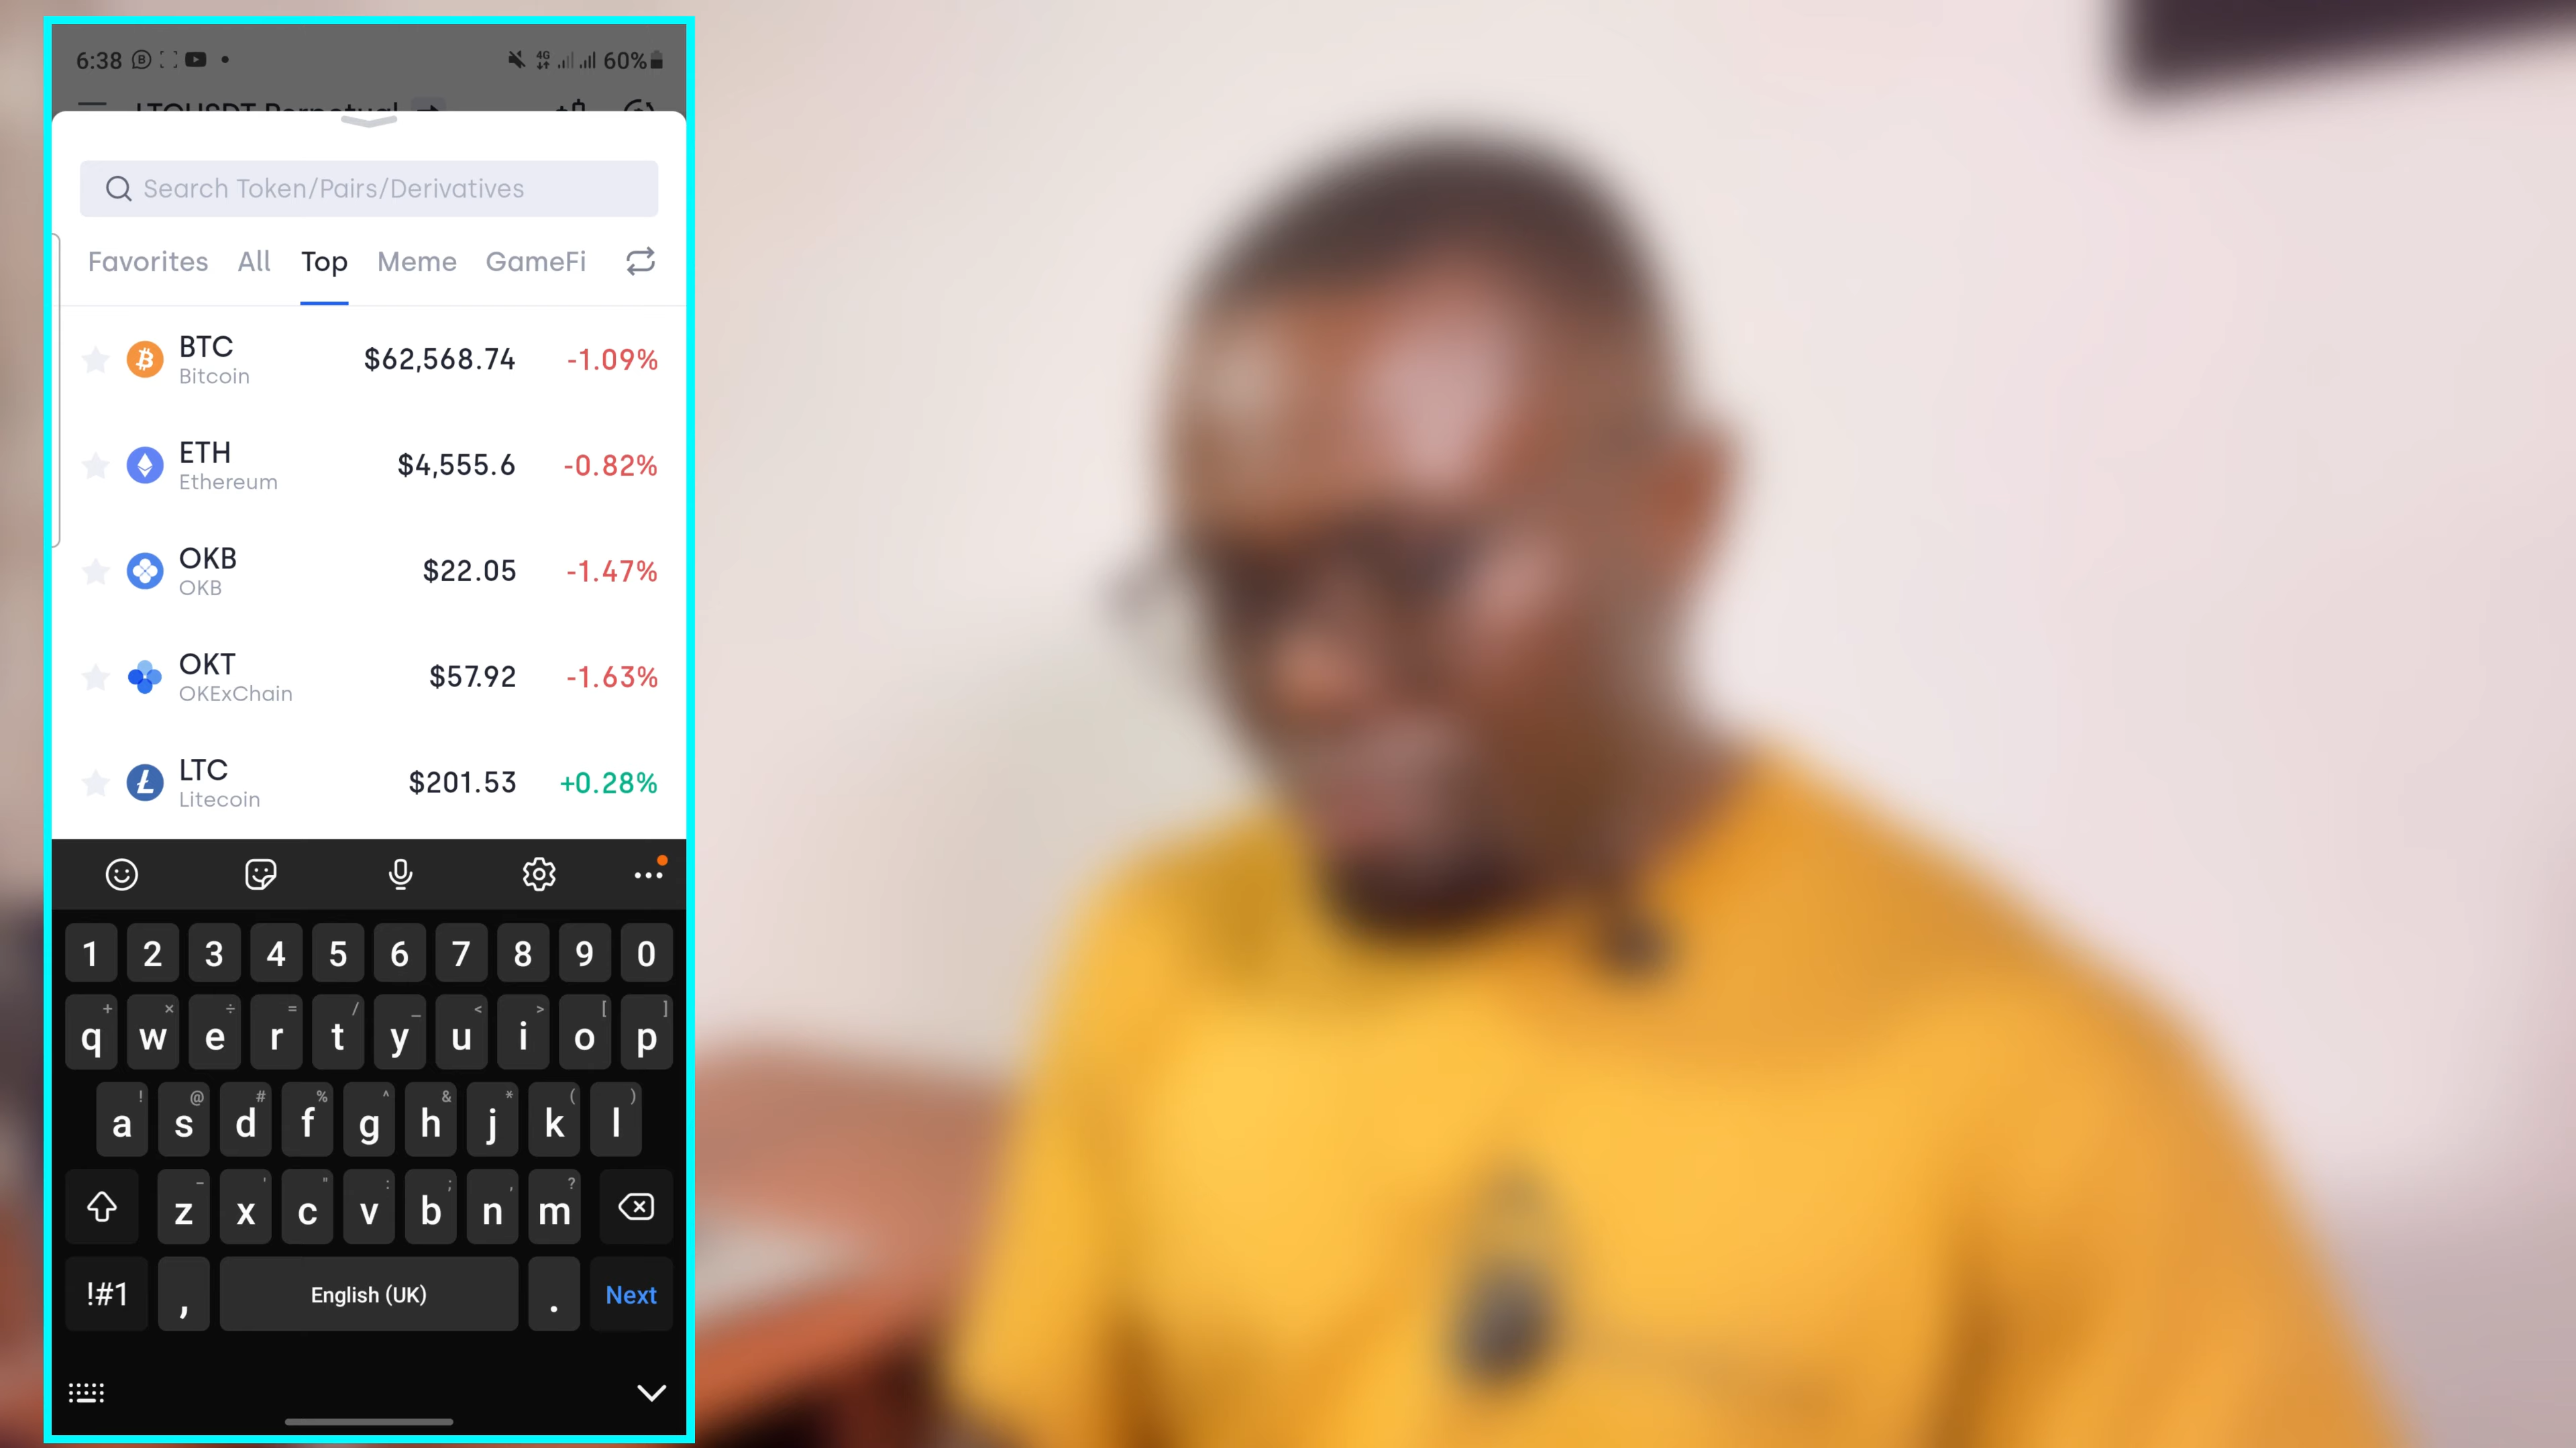 6:38 4G 60%
LTCUSDT Perpetual
Search Token/Pairs/Derivatives
Favorites All Top Meme GameFi
BTC $62,568.74 -1.09%
Bitcoin
ETH $4,555.6 -0.82%
Ethereum
OKB $22.05 -1.47%
OKB
OKT $57.92 -1.63%
OKExChain
LTC $201.53 +0.28%
Litecoin
1 2 3 4 5 6 7 8 9 0
+ × ÷ = / _ < > [ ]
q w e r t y u i o p
! @ # % ^ & * ( )
a s d f g h j k l
- ' " : ; , ?
z x c v b n m
!#1 , English (UK) . Next